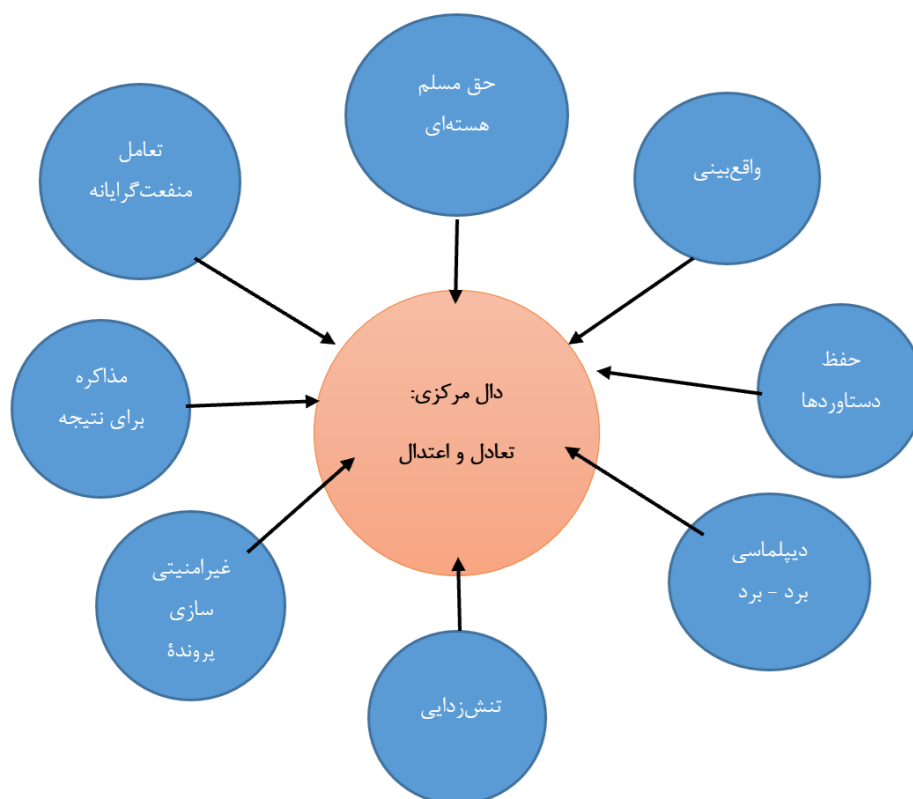 حق مسلم
هسته‌ای
واقع‌بینی
حفظ
دستاوردها
دیپلماسی
برد - برد
تنش‌زدایی
غیرامنیتی
سازی
پروندۀ
مذاکره
برای نتیجه
تعامل
منفعت‌گرایانه
دال مرکزی:
تعادل و اعتدال